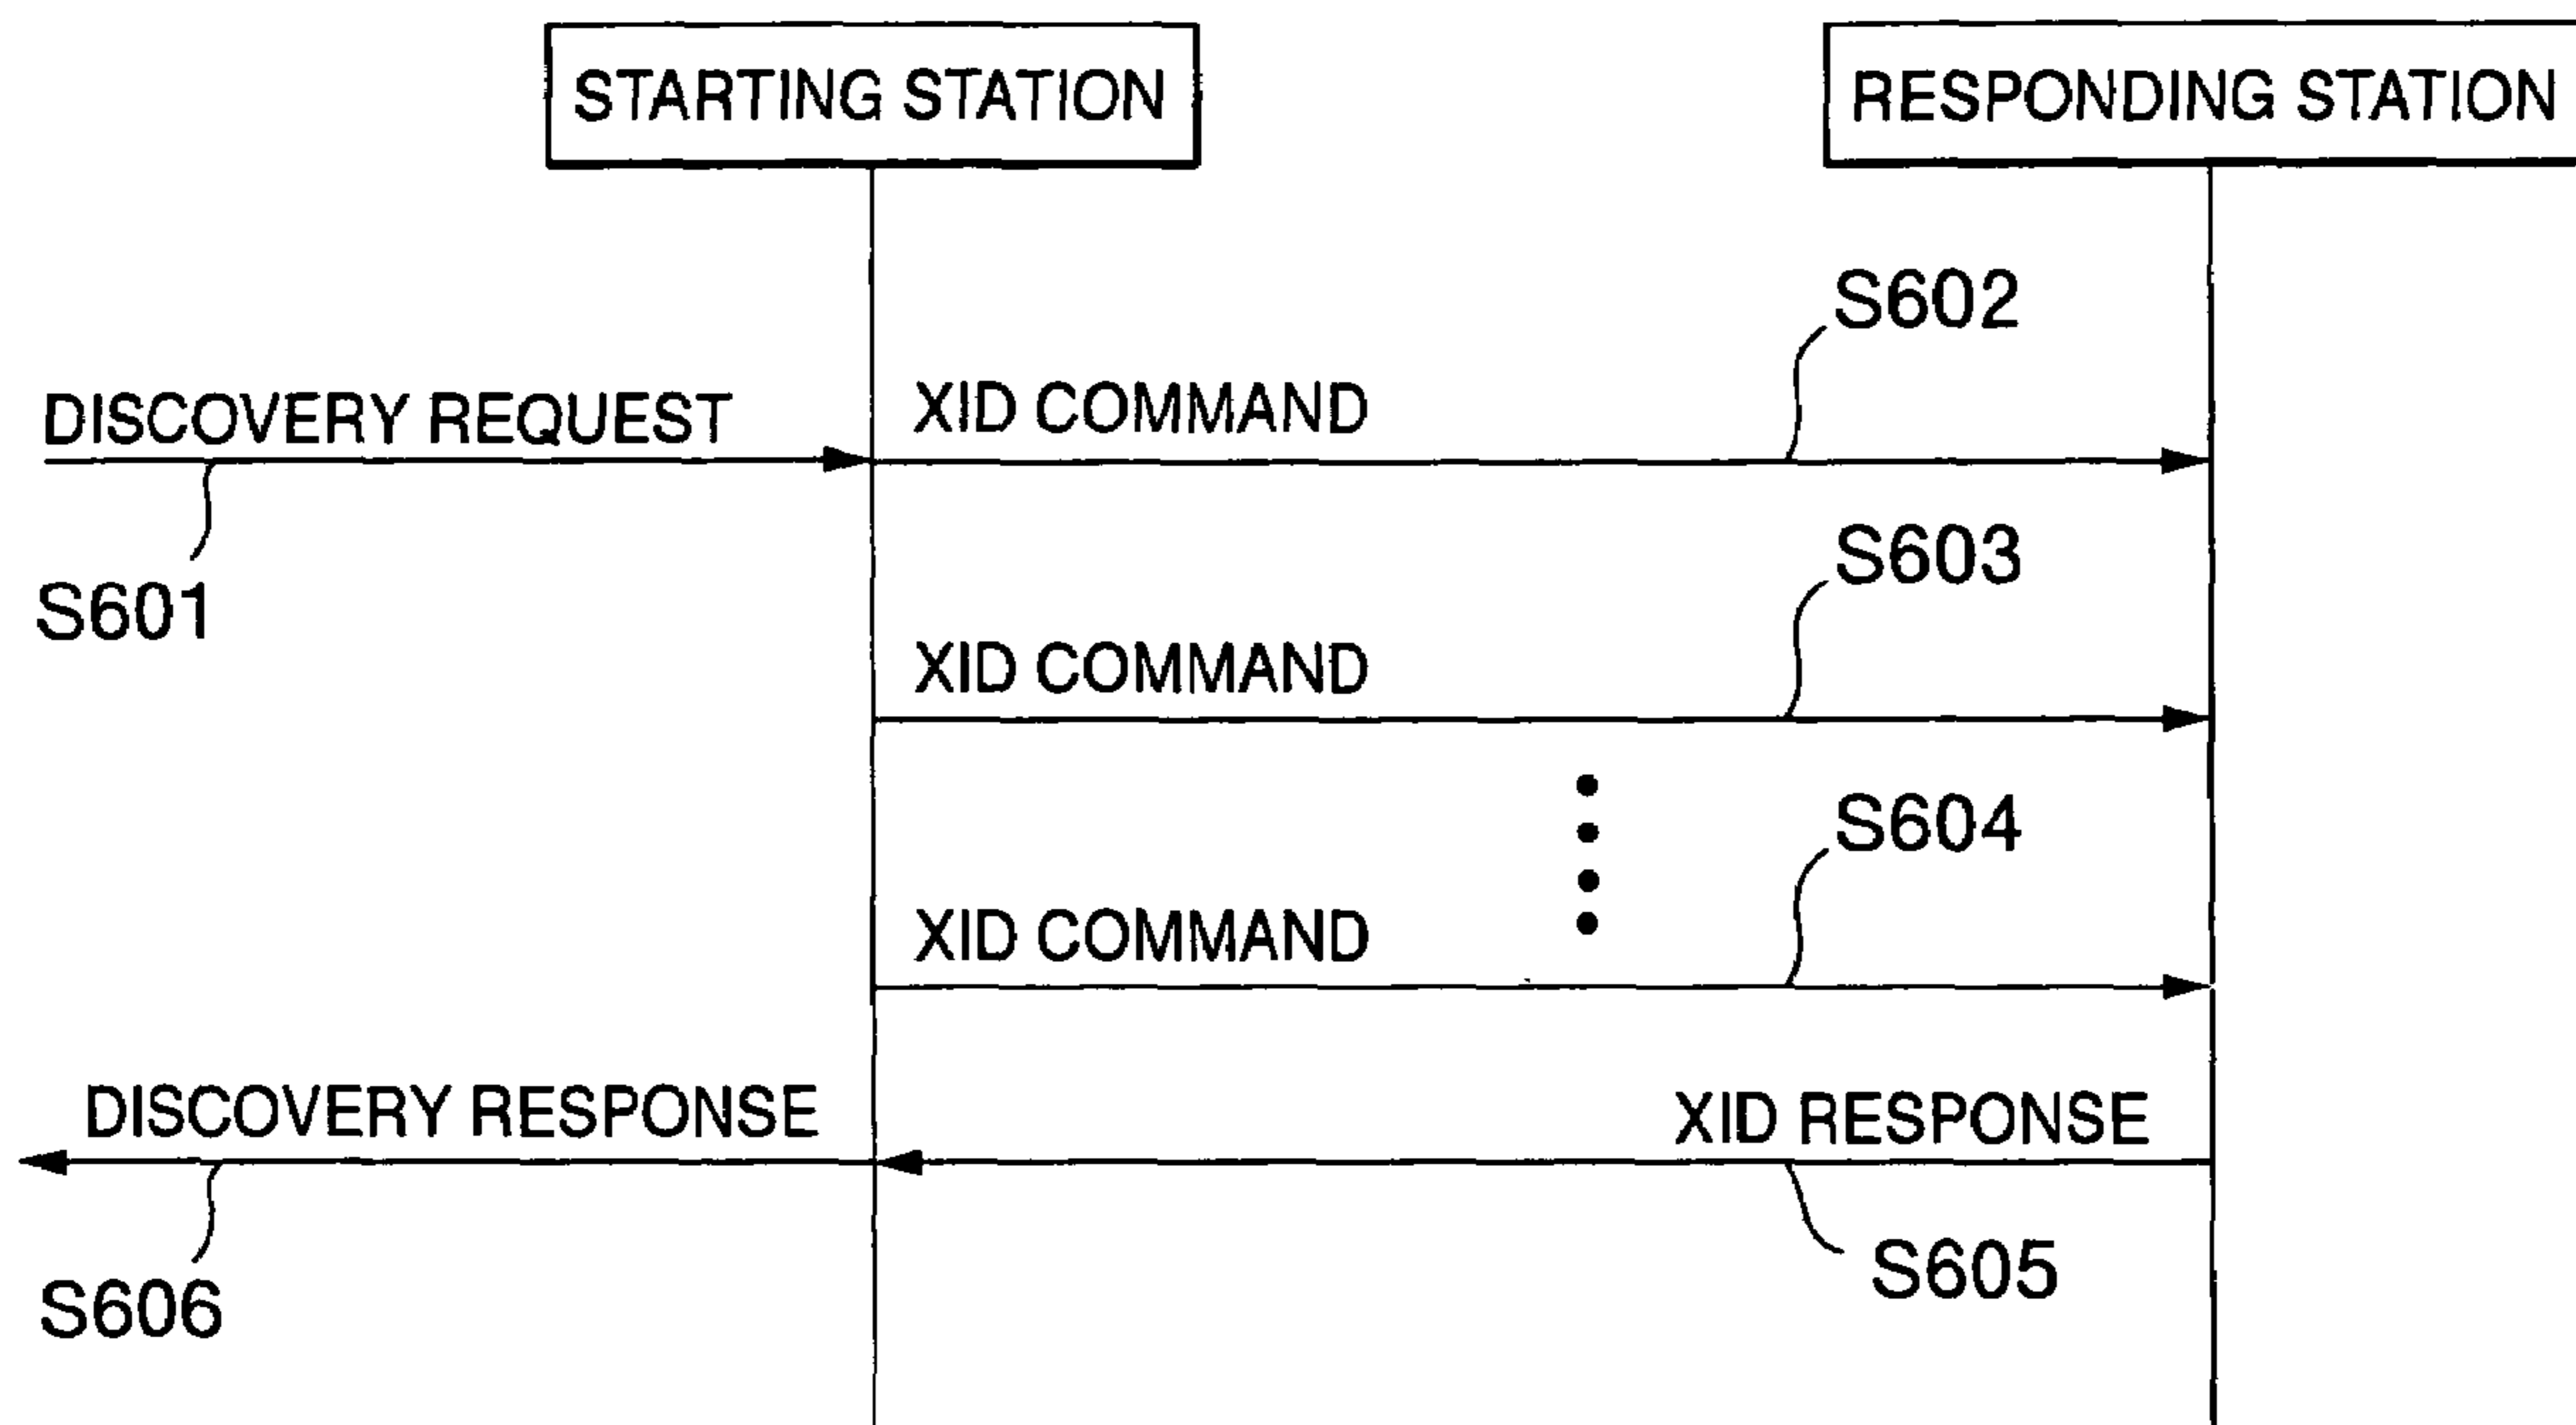 STARTING STATION
RESPONDING STATION
S602
DISCOVERY REQUEST
XID COMMAND
S603
S601
XID COMMAND
S604
XID COMMAND
DISCOVERY RESPONSE
XID RESPONSE
S605
S606